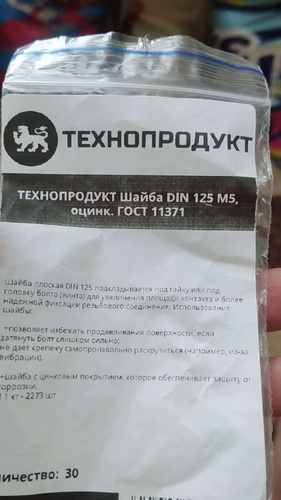 ТЕХНОПРОДУКТ
ТЕХНОПРОДУКТ Шайба DIN 125 М5,
оцинк. ГОСТ 11371
Шайба плоская DIN 125 подкладывается под гайку или под
головку болта (винта) для увеличения площади контакта и более
надежной фиксации резьбового соединения. Использование
шайбы:
+позволяет избежать продавливания поверхности, если
затянуть болт слишком сильно;
не дает крепежу самопроизвольно раскрутиться (например, из-за
вибрации).
+шайба с цинковым покрытием, которое обеспечивает защиту от
коррозии.
1 кг - 2273 шт
личество: 30